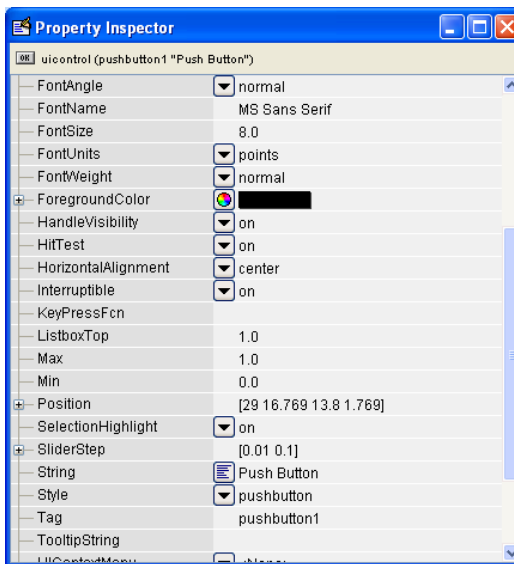 Property Inspector
OK uicontrol (pushbutton1 "Push Button")
FontAngle normal
FontName MS Sans Serif
FontSize 8.0
FontUnits points
FontWeight normal
ForegroundColor
HandleVisibility on
HitTest on
HorizontalAlignment center
Interruptible on
KeyPressFcn
ListboxTop 1.0
Max 1.0
Min 0.0
Position [29 16.769 13.8 1.769]
SelectionHighlight on
SliderStep [0.01 0.1]
String Push Button
Style pushbutton
Tag pushbutton1
TooltipString
UIContextMenu <None>